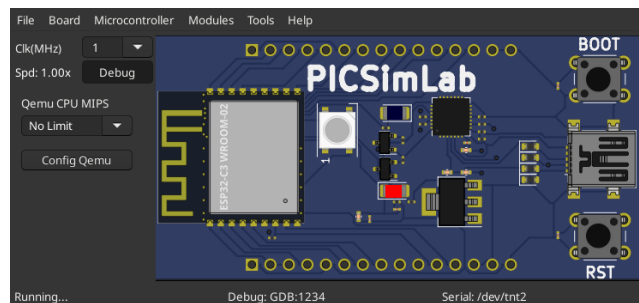 File Board Microcontroller Modules Tools Help
Clk(MHz) 1
Spd: 1.00x Debug
Qemu CPU MIPS
No Limit
Config Qemu
BOOT
PICSimLab
ESP32-C3 WROOM-02
1
RST
Running... Debug: GDB:1234 Serial: /dev/tnt2